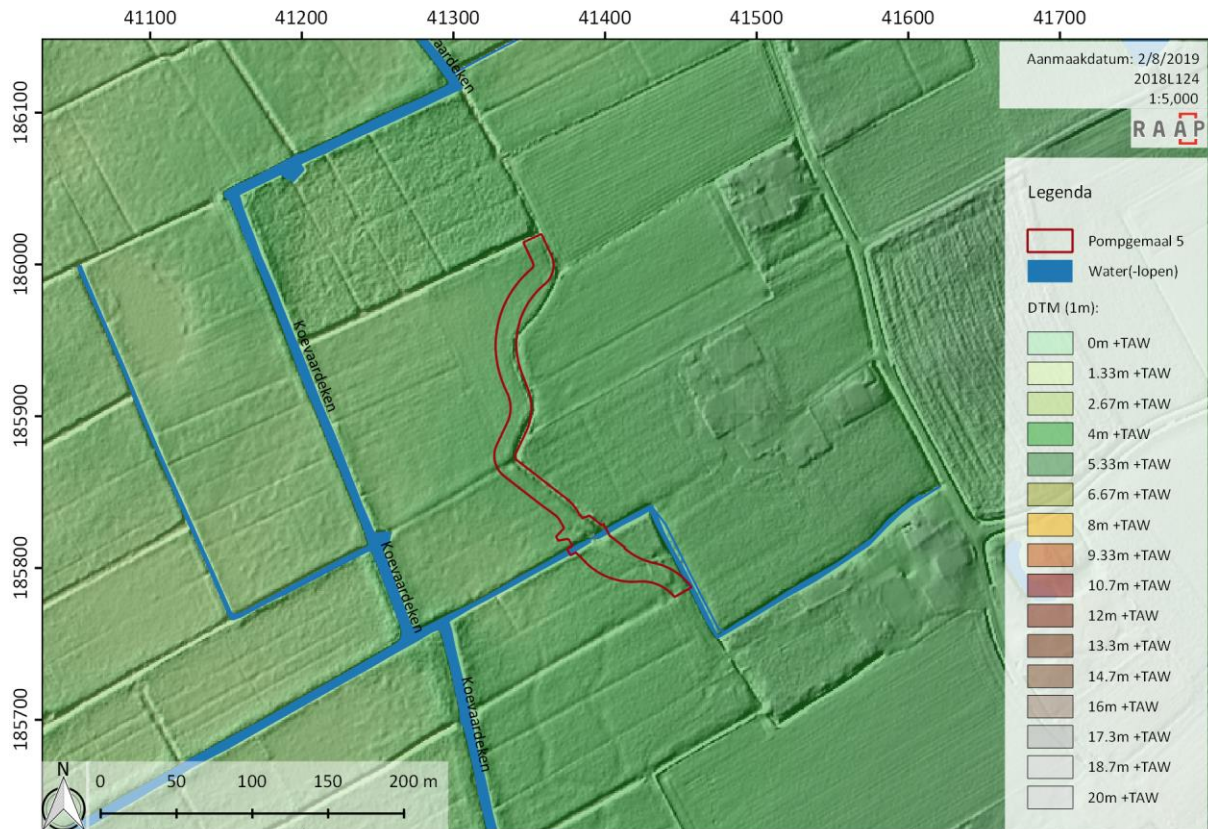 41100 41200 41300 41400 41500 41600 41700
Aanmaakdatum: 2/8/2019
2018L124
1:5,000
RAAP
186100
186000
185900
185800
185700
Koevaardeken
Koevaardeken
Koevaardeken
Koevaardeken
Legenda
Pompgemaal 5
Water(-lopen)
DTM (1m):
0m +TAW
1.33m +TAW
2.67m +TAW
4m +TAW
5.33m +TAW
6.67m +TAW
8m +TAW
9.33m +TAW
10.7m +TAW
12m +TAW
13.3m +TAW
14.7m +TAW
16m +TAW
17.3m +TAW
18.7m +TAW
20m +TAW
N
0 50 100 150 200 m